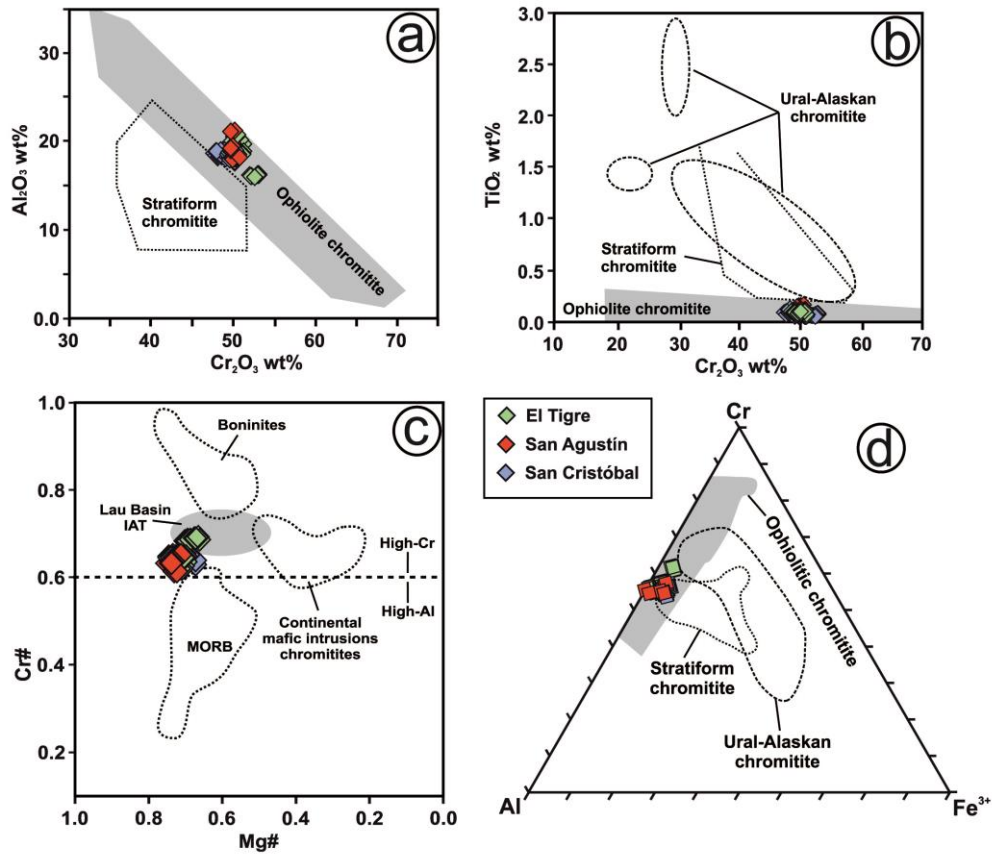 a
Al₂O₃ wt%
30
20
10
0.0
30
40
50
60
70
Cr₂O₃ wt%
Stratiform
chromitite
Ophiolite chromitite
b
TiO₂ wt%
3.0
2.5
2.0
1.5
1.0
0.5
0.0
10
20
30
40
50
60
70
Cr₂O₃ wt%
Ural-Alaskan
chromitite
Stratiform
chromitite
Ophiolite chromitite
c
Cr#
1.0
0.8
0.6
0.4
0.2
1.0
0.8
0.6
0.4
0.2
0.0
Mg#
Boninites
Lau Basin
IAT
High-Cr
High-Al
MORB
Continental
mafic intrusions
chromitites
El Tigre
San Agustín
San Cristóbal
d
Cr
Al
Fe³⁺
Ophiolitic chromitite
Stratiform
chromitite
Ural-Alaskan
chromitite